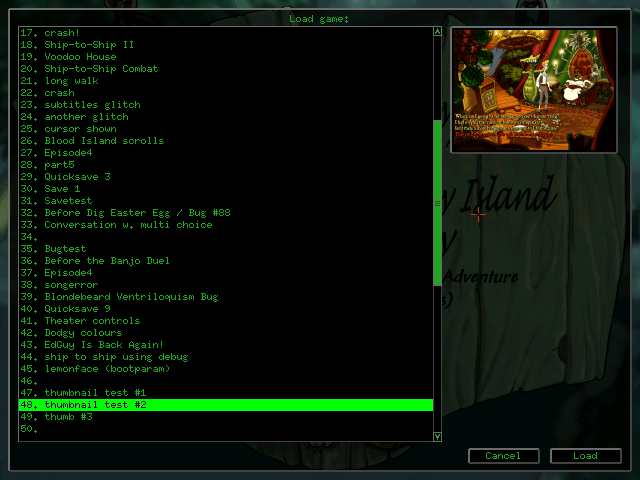 Load game:
17. crash!
18. Ship-to-Ship II
19. Voodoo House
20. Ship-to-Ship Combat
21. long walk
22. crash
23. subtitles glitch
24. another glitch
25. cursor shown
26. Blood Island scrolls
27. Episode4
28. part5
29. Quicksave 3
30. Save 1
31. Savetest
32. Before Dig Easter Egg / Bug #88
33. Conversation w. multi choice
34.
35. Bugtest
36. Before the Banjo Duel
37. Episode4
38. songerror
39. Blondebeard Ventriloquism Bug
40. Quicksave 9
41. Theater controls
42. Dodgy colours
43. EdGuy Is Back Again!
44. ship to ship using debug
45. lemonface (bootparam)
46.
47. thumbnail test #1
48. thumbnail test #2
49. thumb #3
50.
y Island
y
Adventure
Cancel
Load